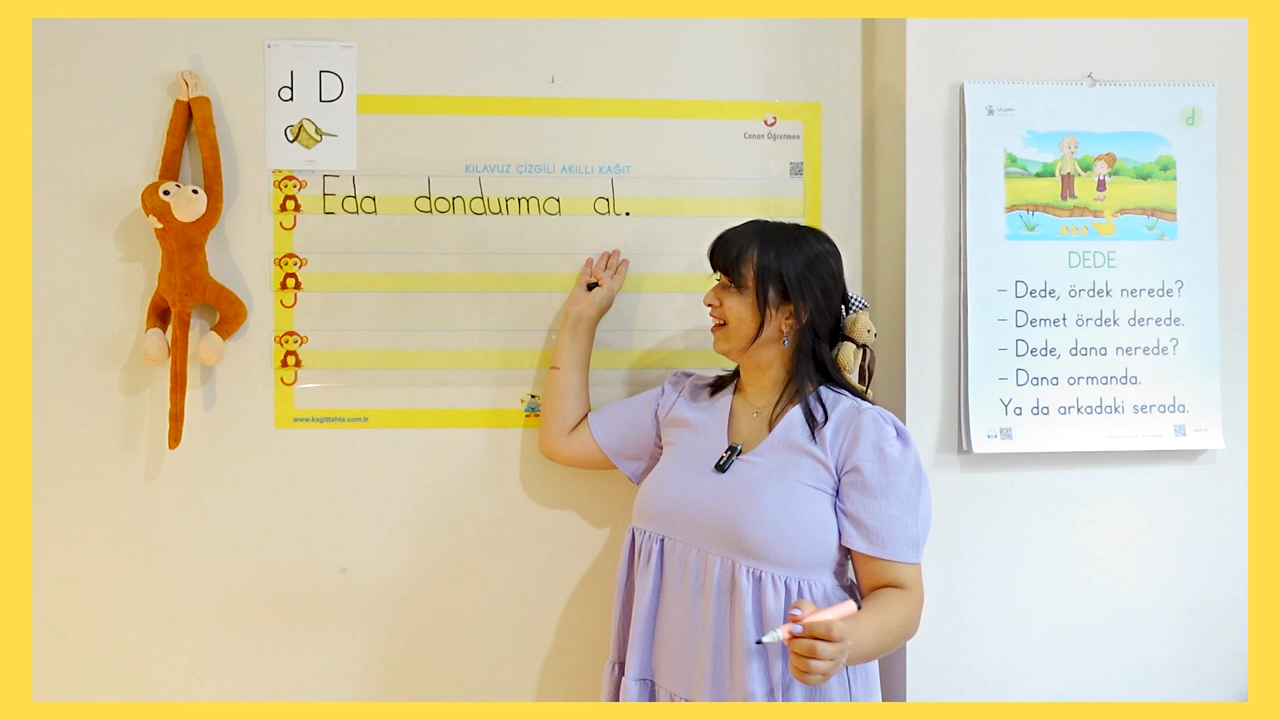 d D
Canan Öğretmen
KILAVUZ ÇİZGİLİ AKILLI KAĞIT
Eda dondurma al.
www.kagittahta.com.tr
d
DEDE
– Dede, ördek nerede?
– Demet ördek derede.
– Dede, dana nerede?
– Dana ormanda.
Ya da arkadaki serada.